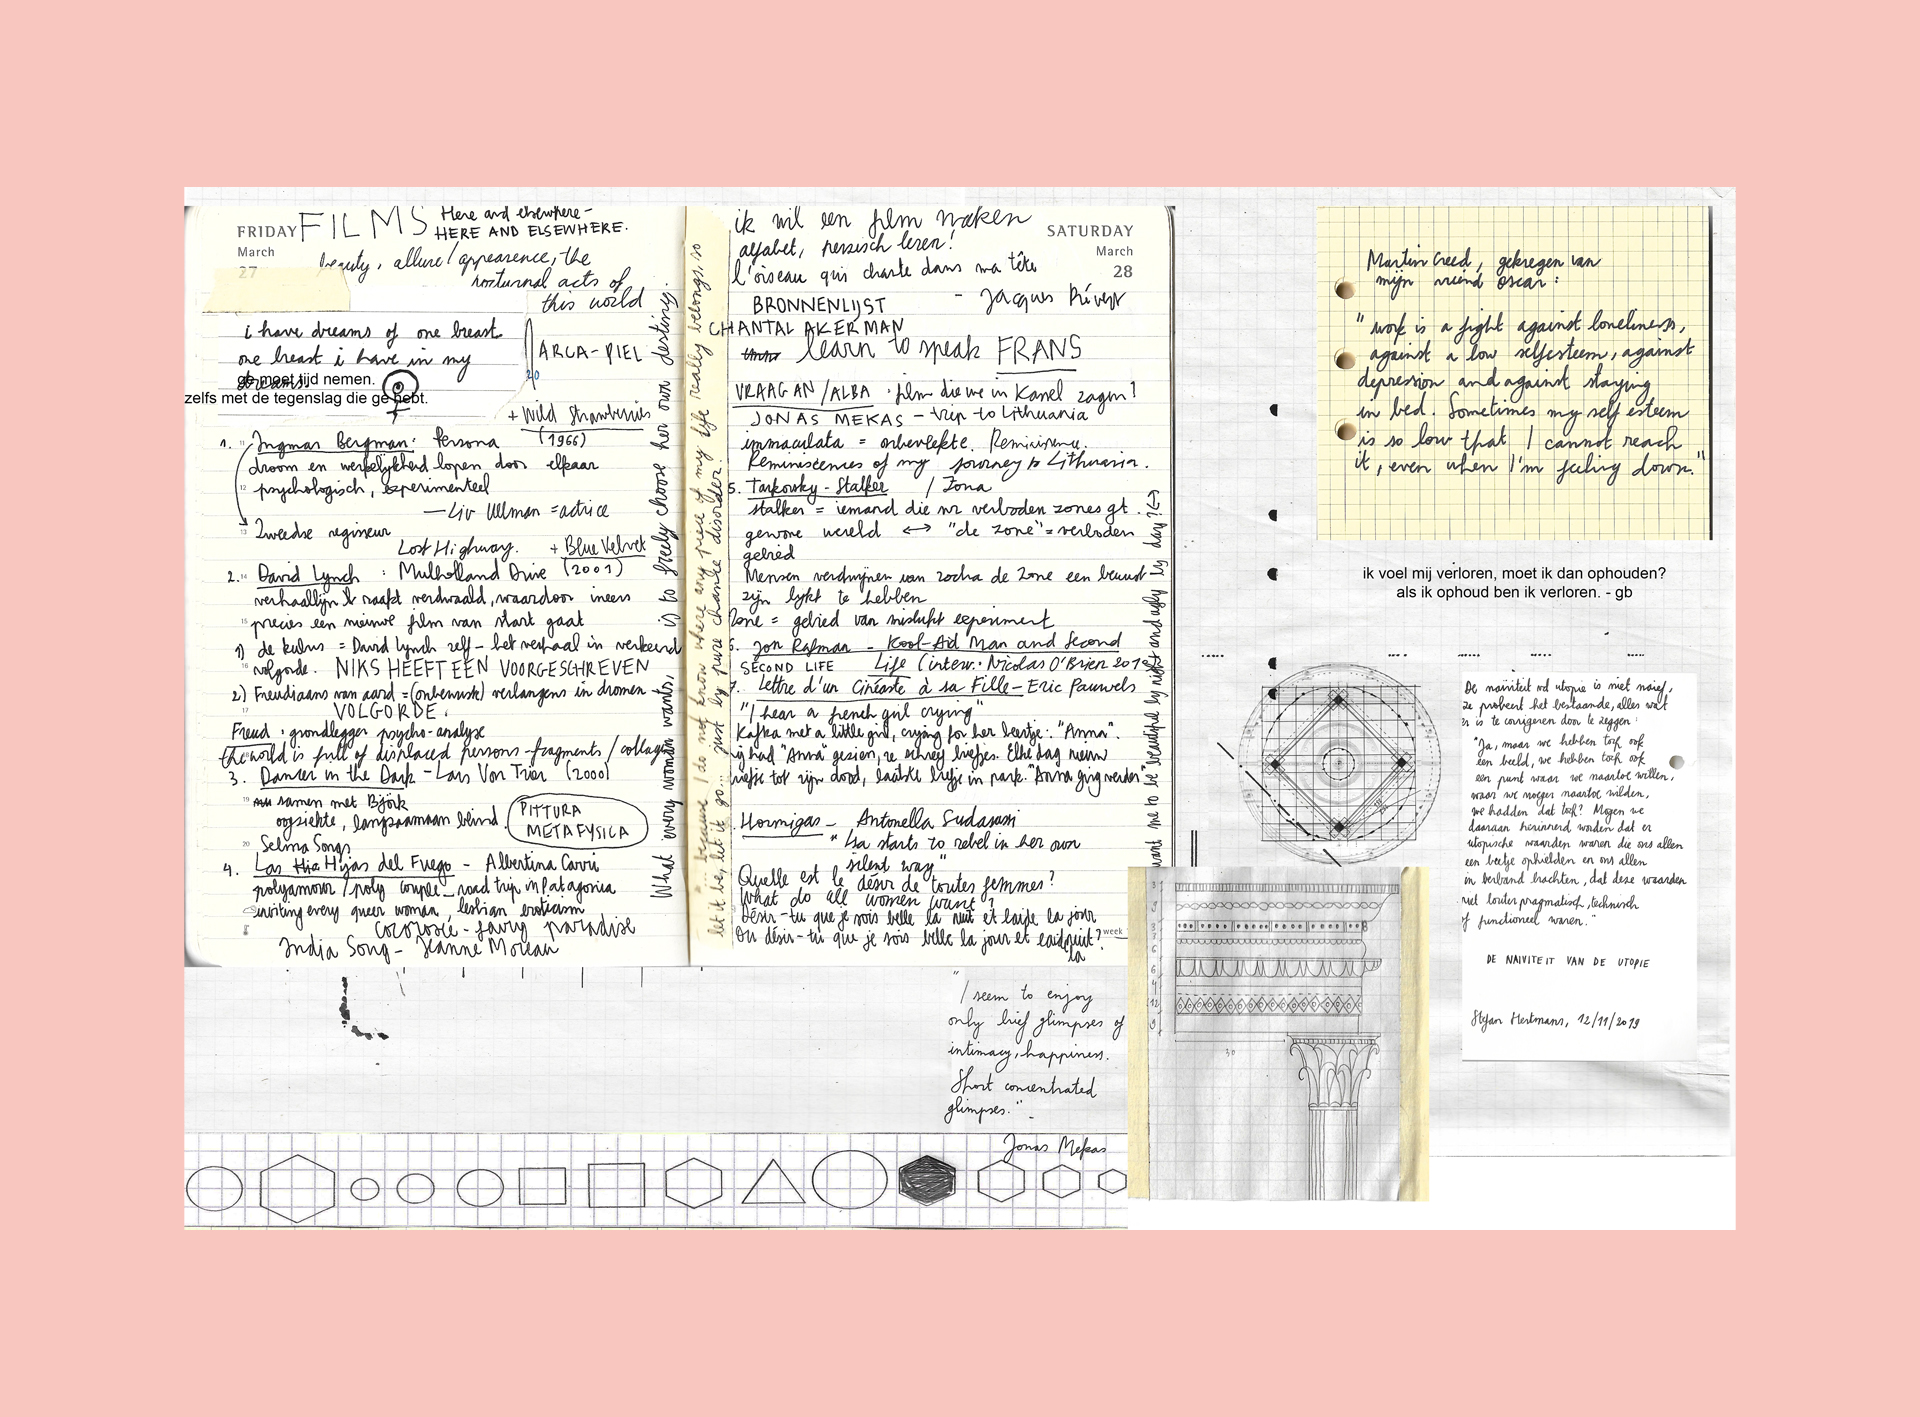 FRIDAY
March
27
FILMS
Here and elsewhere -
HERE AND ELSEWHERE.
beauty, allure/appearence, the
nocturnal acts of
this world
i have dreams of one breast
one breast i have in my
dreams.
ge moet tijd nemen.
zelfs met de tegenslag die ge hebt.
ARCA-PIEL
20
+ Wild Strawberries
1. Ingmar Bergman: Persona (1966)
droom en werkelijkheid lopen door elkaar
psychologisch, experimenteel
— Liv Ullman = actrice
Zweedse regisseur
Lost Highway. + Blue Velvet
2. David Lynch : Mulholland Drive (2001)
verhaallijn raakt verdwaald, waardoor ineens
precies een nieuwe film van start gaat
1) de kubus = David Lynch zelf - het verhaal in verkeerd
volgorde. NIKS HEEFT EEN VOORGESCHREVEN
2) Freudiaans van aard = (onbewust) verlangens in dromen
VOLGORDE.
Freud : grondlegger psycho-analyse
the world is full of displaced persons - fragments / collages
3. Dancer in the Dark - Lars Von Trier (2000)
samen met Björk
oogziekte, langzaamaan blind.
PITTURA
METAFYSICA
Selma Songs
4. Las Hijas del Fuego - Albertina Carri
polyamour / poly couple - road trip in Patagonia
inviting every queer woman, lesbian eroticism
cocorosie - fairy paradise
India Song - Jeanne Moreau
What every woman wants, is to freely choose her own destiny.
"because I do not know where any piece of my life really belongs. so
let it be, let it go... just by pure chance disorder.
SATURDAY
March
28
ik wil een film maken
alfabet, perzisch leren!
l'oiseau qui chante dans ma tête
- Jacques Prévert
BRONNENLIJST
CHANTAL AKERMAN
learn to speak FRANS
VRAAG AN/ALBA : film die we in Kanel zagen?
JONAS MEKAS - trip to Lithuania
immaculata = onbevlekte. Reminiscency.
Reminiscenies of my journey to Lithuania.
5. Tarkovsky - Stalker / Zona
stalker = iemand die nr verboden zones gt.
gewone wereld ↔ "de zone" = verboden
gebied
Mensen verdwijnen van zodra de zone een bewust
zijn lijkt te hebben
Zone = gebied van mislukt experiment
6. Jon Rafman - Kool-Aid Man and Second
SECOND LIFE Life (interw. Nicolas O'Brien
7. Lettre d'un Cinéaste à sa Fille - Eric Pauwels
"I hear a french girl crying"
Kafka met a little girl, crying for her beertje: "Anna".
hij had "Anna" gezien, ze schreef briefjes. Elke dag nieuw
briefje tot zijn dood, laatste briefje in park. "Anna ging verder"
Hormigas - Antonella Sudasassi
"Isa starts to rebel in her own
silent way"
Quelle est le désir de toutes femmes?
What do all women want?
Désir-tu que je sois belle la nuit et laide la jour
Ou désir-tu que je sois belle la jour et laid la nuit?
week
want me to be beautiful by night and ugly by day?
Martin Creed, gekregen van
mijn vriend oscar:
"work is a fight against loneliness,
against a low selfesteem, against
depression and against staying
in bed. Sometimes my self esteem
is so low that I cannot reach
it, even when I'm feeling down."
ik voel mij verloren, moet ik dan ophouden?
als ik ophoud ben ik verloren. - gb
De naïviteit vd utopie is niet naïef,
ze probeert het bestaande, alles wat
er is te corrigeren door te zeggen:
"Ja, maar we hebben toch ook
een beeld, we hebben toch ook
een punt waar we naartoe willen,
waar we vroeger naartoe wilden,
we hadden dat toch? Mogen we
daaraan herinnerd worden dat er
utopische waarden waren die ons allen
een beetje ophielden en ons allen
in verband brachten, dat deze waarden
niet louter pragmatisch, technisch
of functioneel waren."
DE NAIVITEIT VAN DE UTOPIE
Stefan Hertmans, 12/11/2019
"I seem to enjoy
only brief glimpses of
intimacy, happiness.
Short concentrated
glimpses."
Jonas Mekas
30